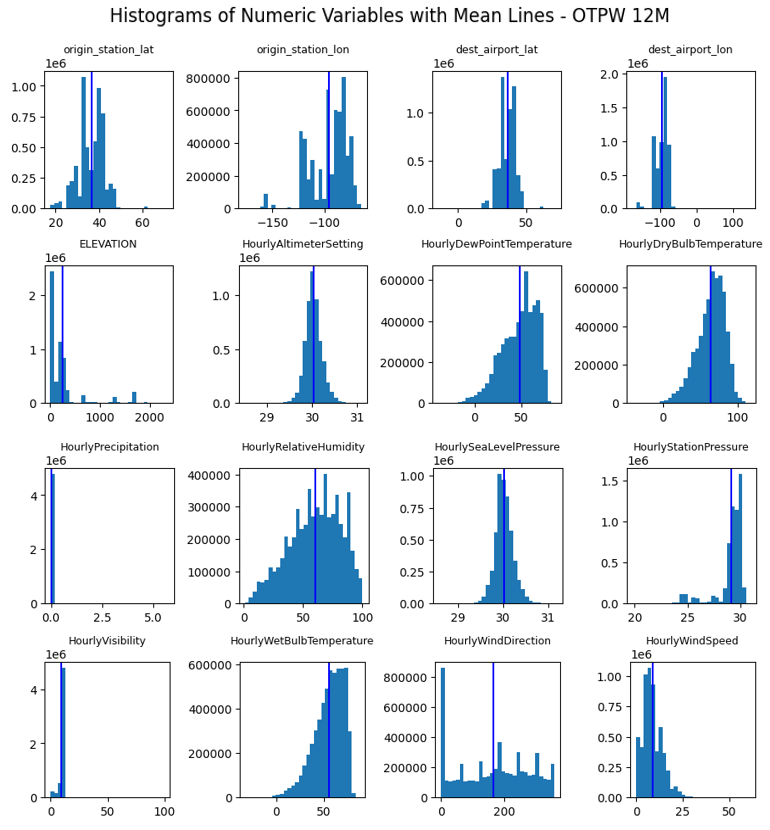 Histograms of Numeric Variables with Mean Lines - OTPW 12M
origin_station_lat origin_station_lon dest_airport_lat dest_airport_lon
1e6 1e6 1e6
1.00 0.75 0.50 0.25 0.00
20 40 60
800000 600000 400000 200000 0
−150 −100
1.0 0.5 0.0
0 50
2.0 1.5 1.0 0.5 0.0
−100 0 100
ELEVATION HourlyAltimeterSetting HourlyDewPointTemperature HourlyDryBulbTemperature
1e6 1e6
2 1 0
0 1000 2000
1.0 0.5 0.0
29 30 31
600000 400000 200000 0
0 50
600000 400000 200000 0
0 100
HourlyPrecipitation HourlyRelativeHumidity HourlySeaLevelPressure HourlyStationPressure
1e6 1e6 1e6
4 2 0
0.0 2.5 5.0
400000 300000 200000 100000 0
0 50 100
1.00 0.75 0.50 0.25 0.00
29 30 31
1.5 1.0 0.5 0.0
20 25 30
HourlyVisibility HourlyWetBulbTemperature HourlyWindDirection HourlyWindSpeed
1e6 1e6
4 2 0
0 50 100
600000 400000 200000 0
0 50
800000 600000 400000 200000 0
0 200
1.00 0.75 0.50 0.25 0.00
0 25 50